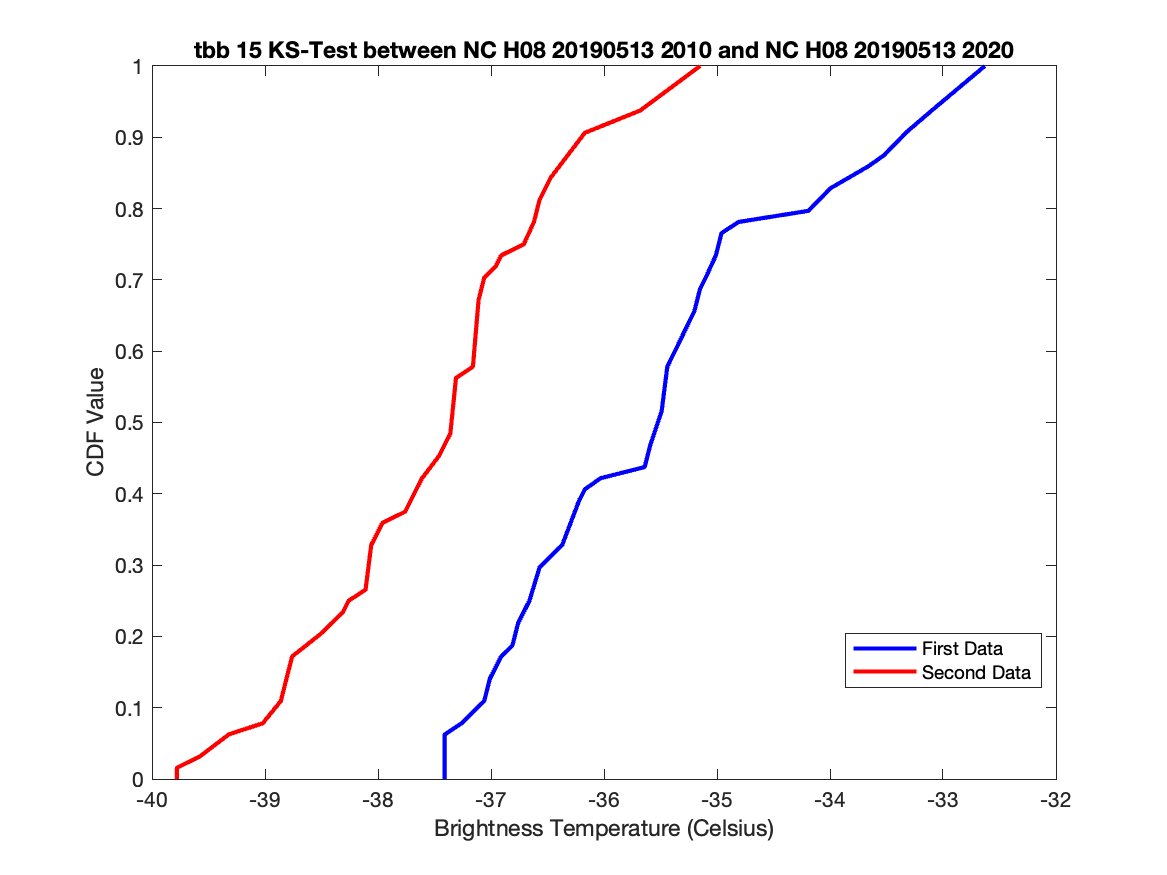 tbb 15 KS-Test between NC H08 20190513 2010 and NC H08 20190513 2020
1
0.9
0.8
0.7
0.6
0.5
0.4
0.3
0.2
0.1
0
CDF Value
First Data
Second Data
-40 -39 -38 -37 -36 -35 -34 -33 -32
Brightness Temperature (Celsius)